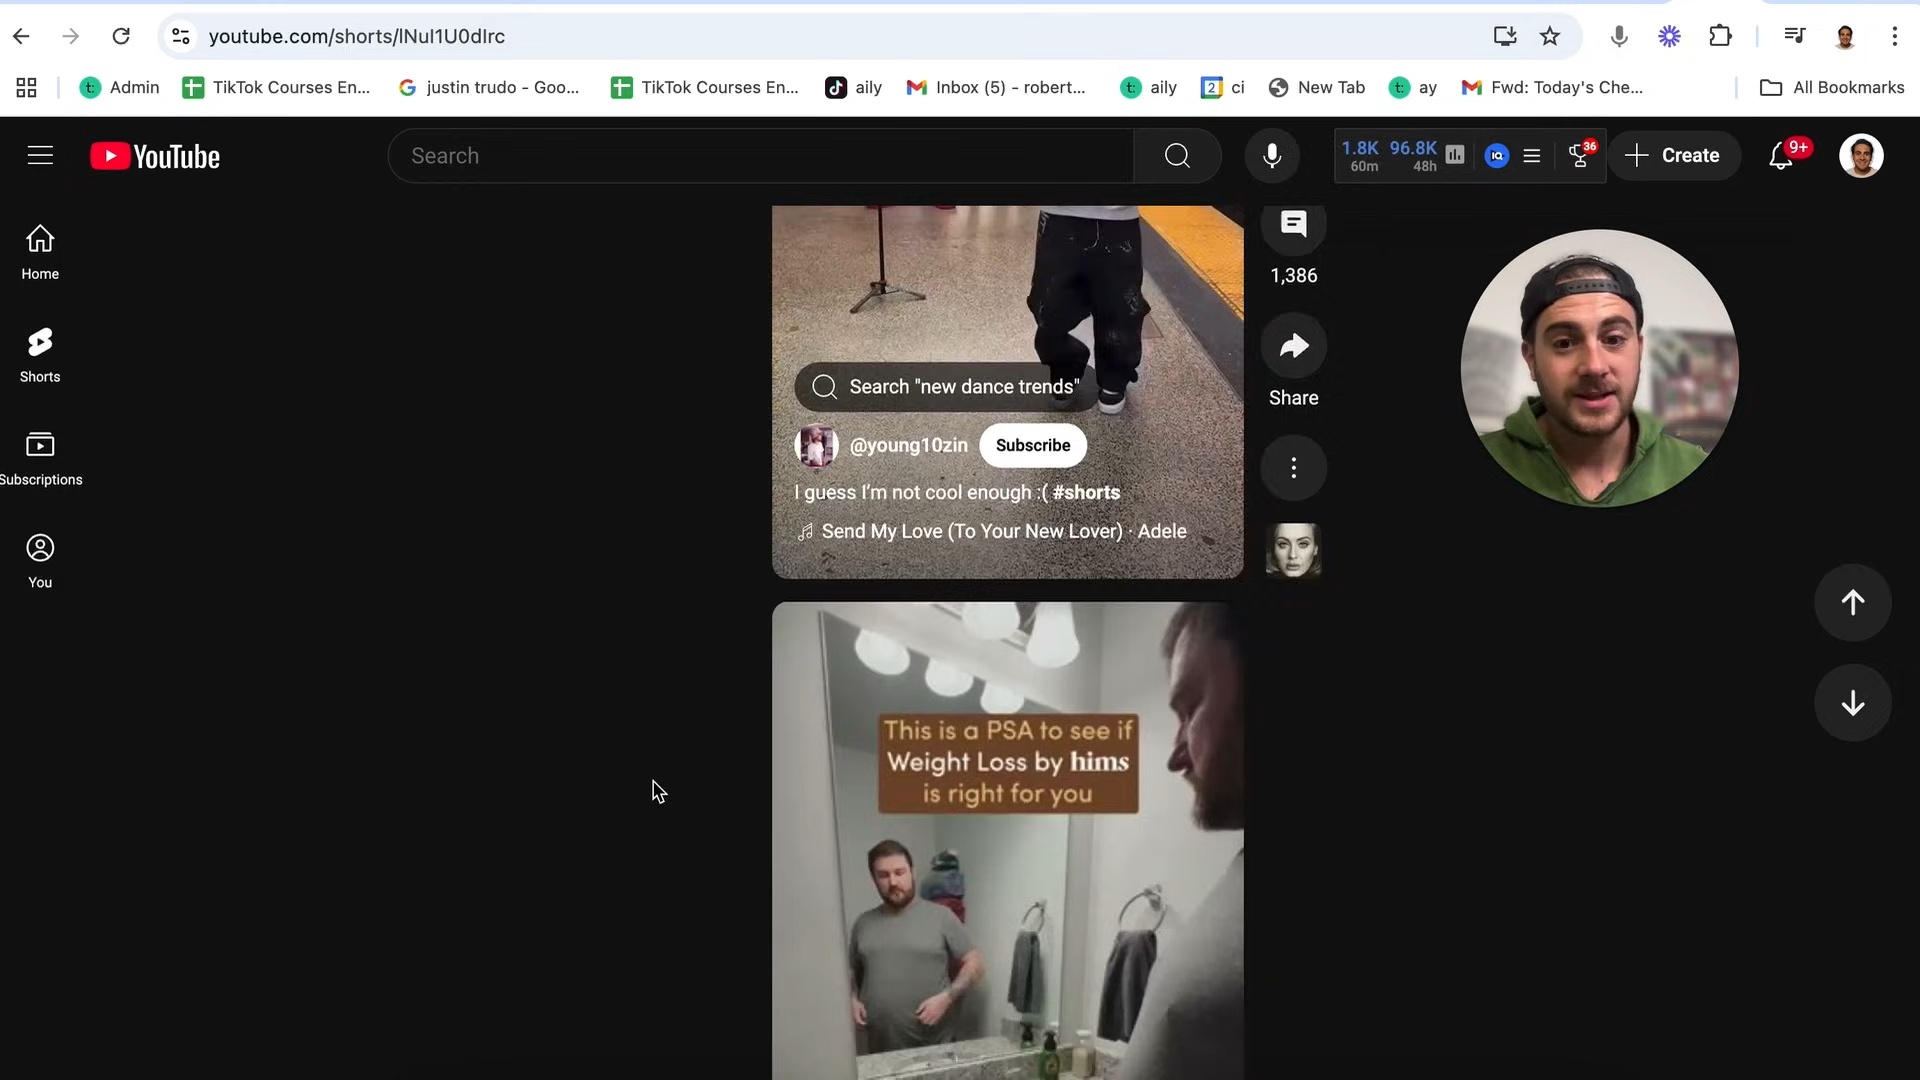 youtube.com/shorts/lNuI1U0dIrc
Admin
TikTok Courses En...
justin trudo - Goo...
TikTok Courses En...
aily
Inbox (5) - robert...
aily
ci
New Tab
ay
Fwd: Today's Che...
All Bookmarks
YouTube
Search
1.8K 96.8K
60m 48h
IQ
36
Create
9+
Home
Shorts
Subscriptions
You
1,386
Share
Search "new dance trends"
@young10zin
Subscribe
I guess I'm not cool enough :( #shorts
Send My Love (To Your New Lover) · Adele
This is a PSA to see if
Weight Loss by hims
is right for you